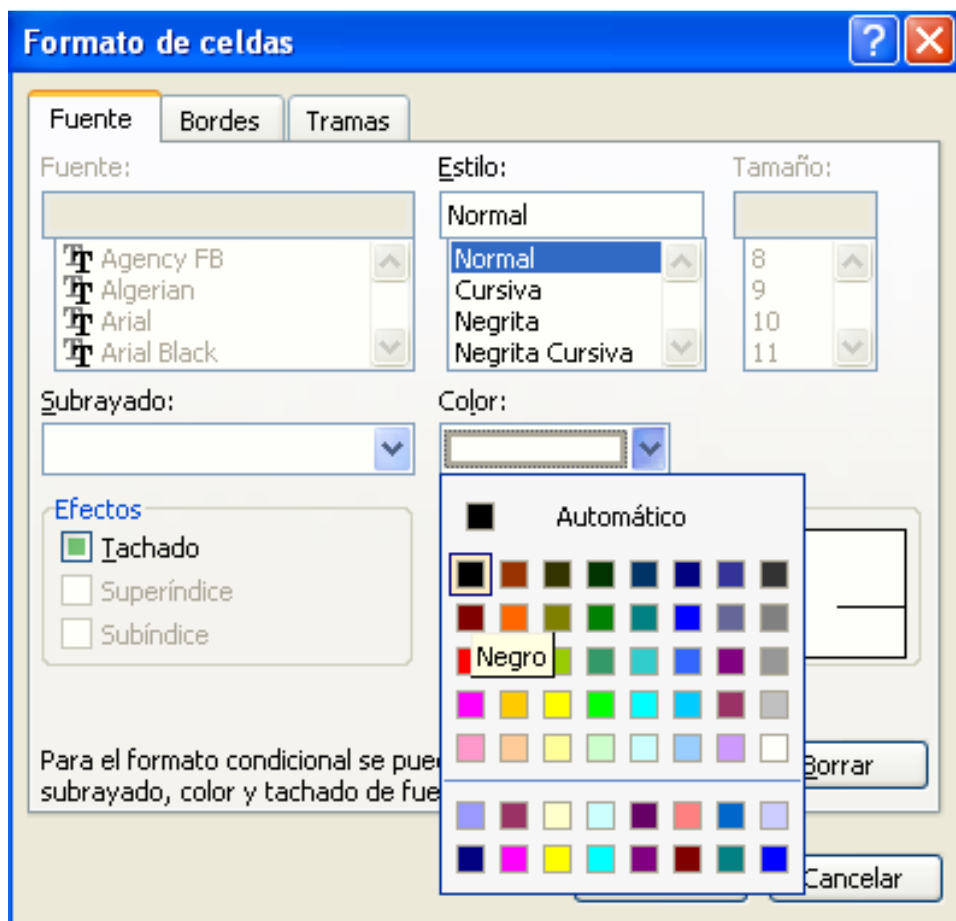 Formato de celdas
Fuente Bordes Tramas
Fuente: Estilo: Tamaño:
Normal
Agency FB Normal 8
Algerian Cursiva 9
Arial Negrita 10
Arial Black Negrita Cursiva 11
Subrayado: Color:
Efectos Automático
Tachado
Superíndice
Subíndice
Negro
Para el formato condicional se
subrayado, color y tachado de
Borrar
Cancelar